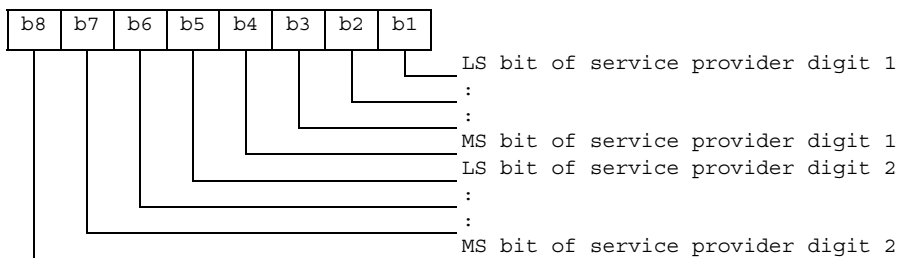 b8 b7 b6 b5 b4 b3 b2 b1
LS bit of service provider digit 1
:
:
MS bit of service provider digit 1
LS bit of service provider digit 2
:
:
MS bit of service provider digit 2